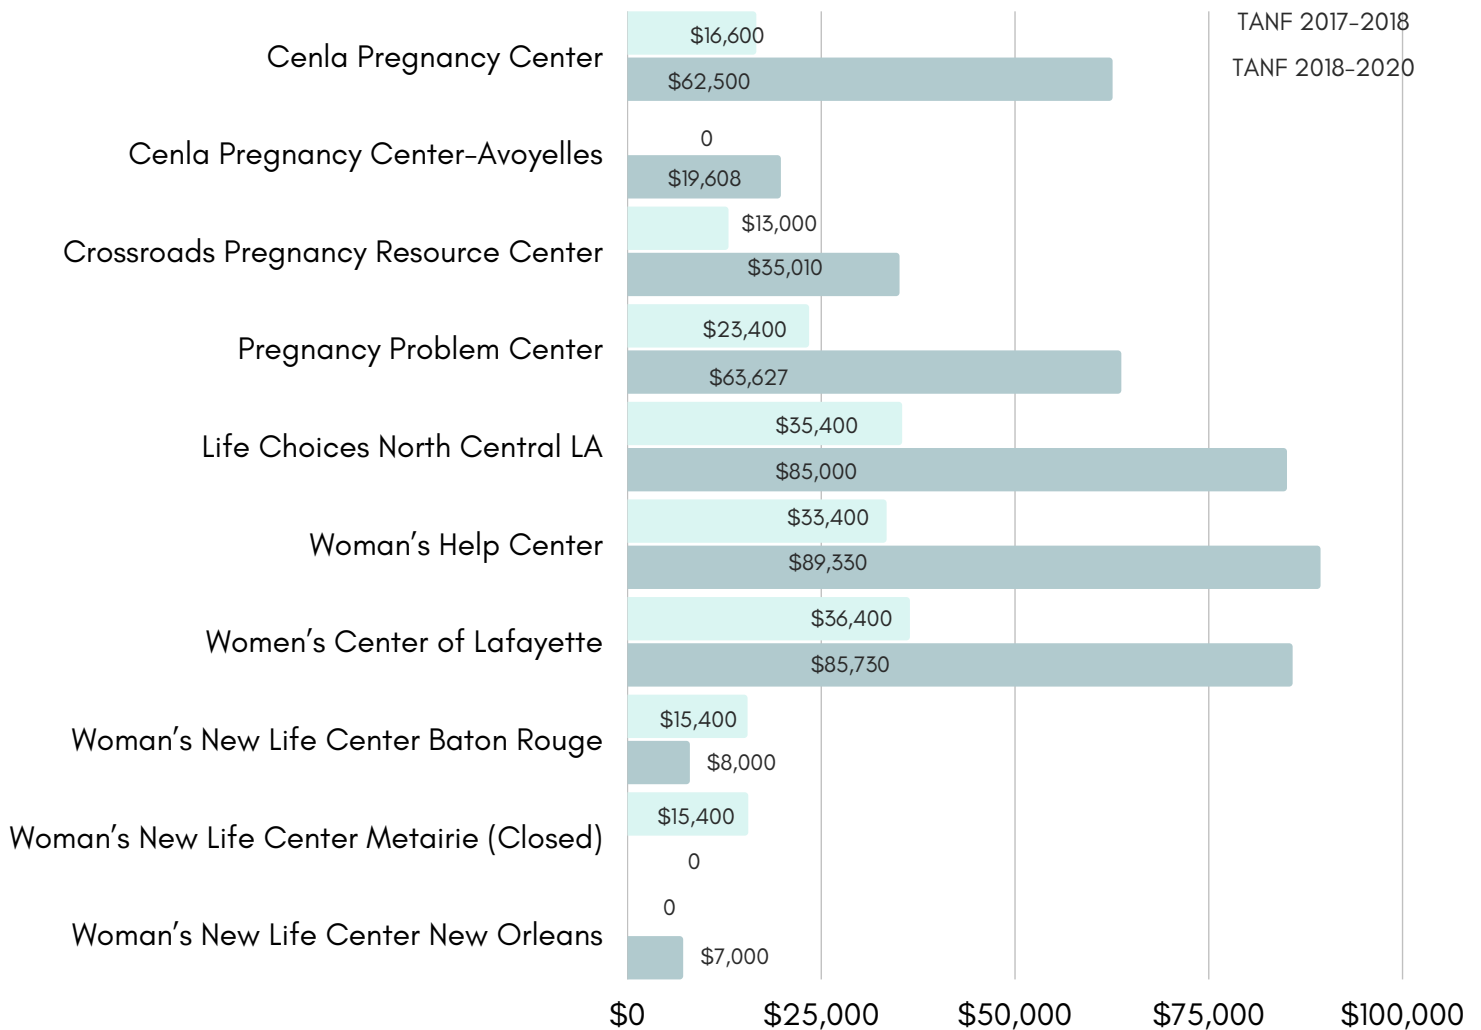 TANF 2017-2018
TANF 2018-2020
Cenla Pregnancy Center
$16,600
$62,500
Cenla Pregnancy Center-Avoyelles
0
$19,608
Crossroads Pregnancy Resource Center
$13,000
$35,010
Pregnancy Problem Center
$23,400
$63,627
Life Choices North Central LA
$35,400
$85,000
Woman's Help Center
$33,400
$89,330
Women's Center of Lafayette
$36,400
$85,730
Woman's New Life Center Baton Rouge
$15,400
$8,000
Woman's New Life Center Metairie (Closed)
$15,400
0
Woman's New Life Center New Orleans
0
$7,000
$0 $25,000 $50,000 $75,000 $100,000